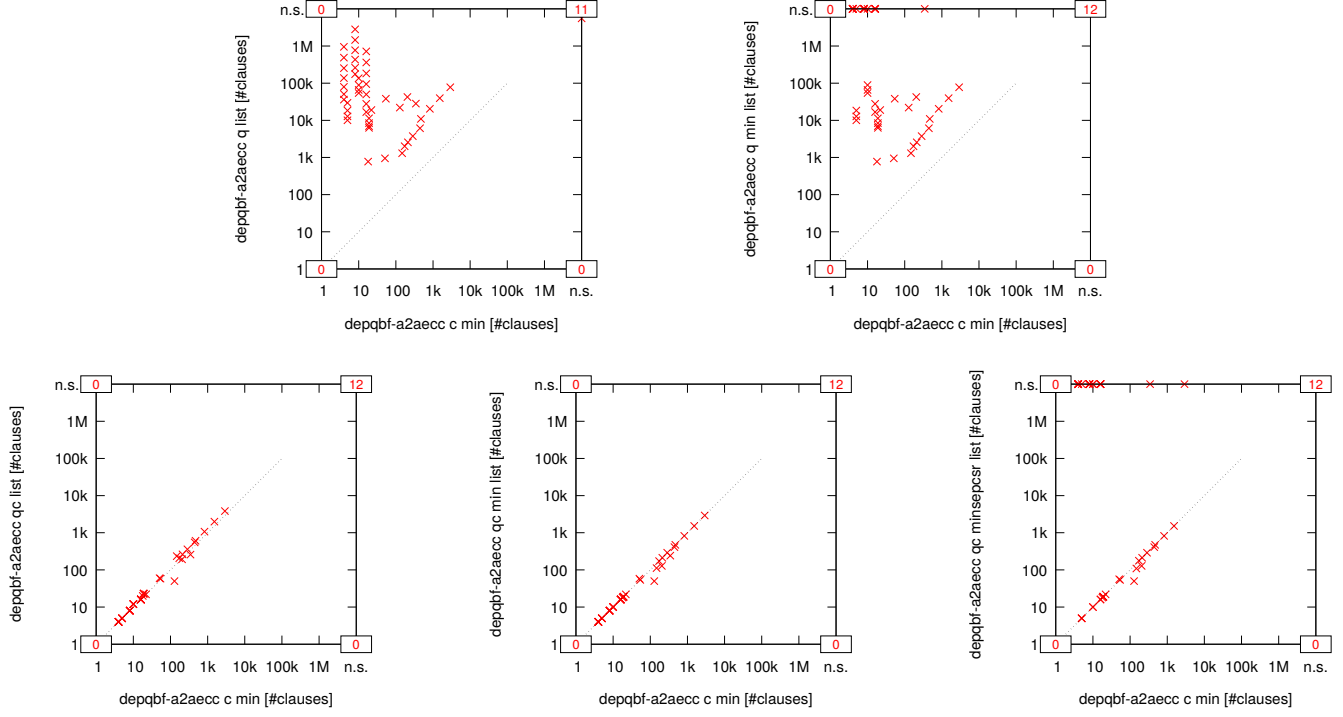 n.s. 0 11
1M
100k
10k
1k
100
10
1 0 0
1 10 100 1k 10k 100k 1M n.s.
depqbf-a2aecc q list [#clauses]
depqbf-a2aecc c min [#clauses]
n.s. 0 12
1M
100k
10k
1k
100
10
1 0 0
1 10 100 1k 10k 100k 1M n.s.
depqbf-a2aecc q min list [#clauses]
depqbf-a2aecc c min [#clauses]
n.s. 0 12
1M
100k
10k
1k
100
10
1 0 0
1 10 100 1k 10k 100k 1M n.s.
depqbf-a2aecc qc list [#clauses]
depqbf-a2aecc c min [#clauses]
n.s. 0 12
1M
100k
10k
1k
100
10
1 0 0
1 10 100 1k 10k 100k 1M n.s.
depqbf-a2aecc qc min list [#clauses]
depqbf-a2aecc c min [#clauses]
n.s. 0 12
1M
100k
10k
1k
100
10
1 0 0
1 10 100 1k 10k 100k 1M n.s.
depqbf-a2aecc qc minsepcsr list [#clauses]
depqbf-a2aecc c min [#clauses]